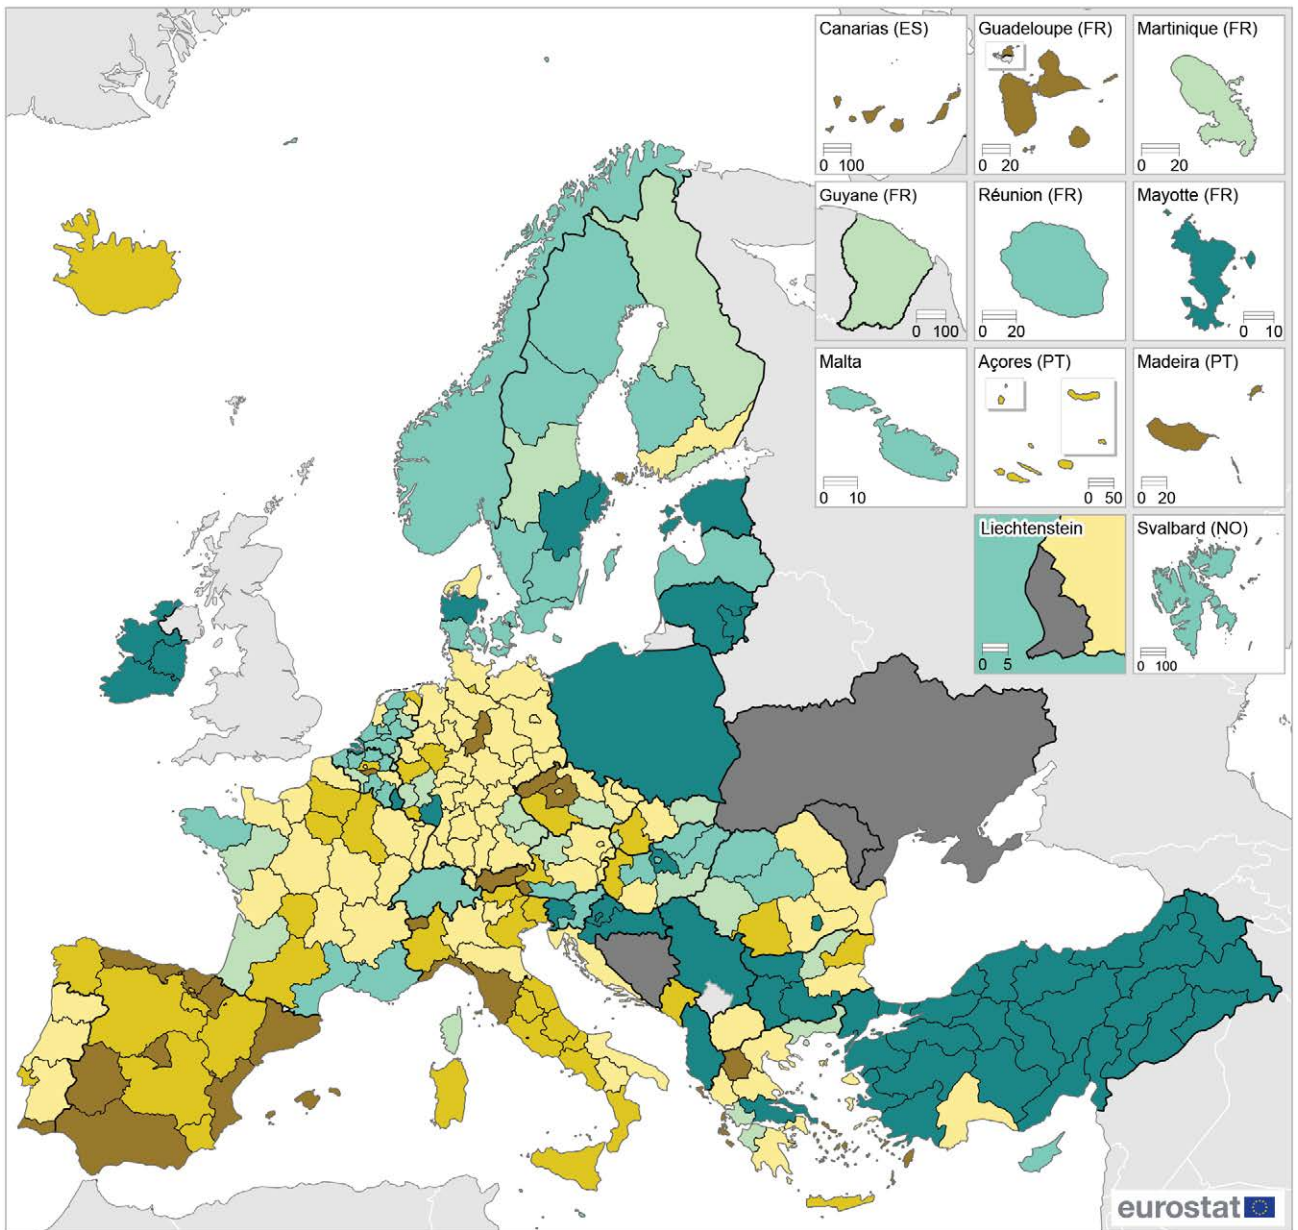 Canarias (ES)
0 100
Guadeloupe (FR)
0 20
Martinique (FR)
0 20
Guyane (FR)
0 100
Réunion (FR)
0 20
Mayotte (FR)
0 10
Malta
0 10
Açores (PT)
0 50
Madeira (PT)
0 20
Liechtenstein
0 5
Svalbard (NO)
0 100
eurostat